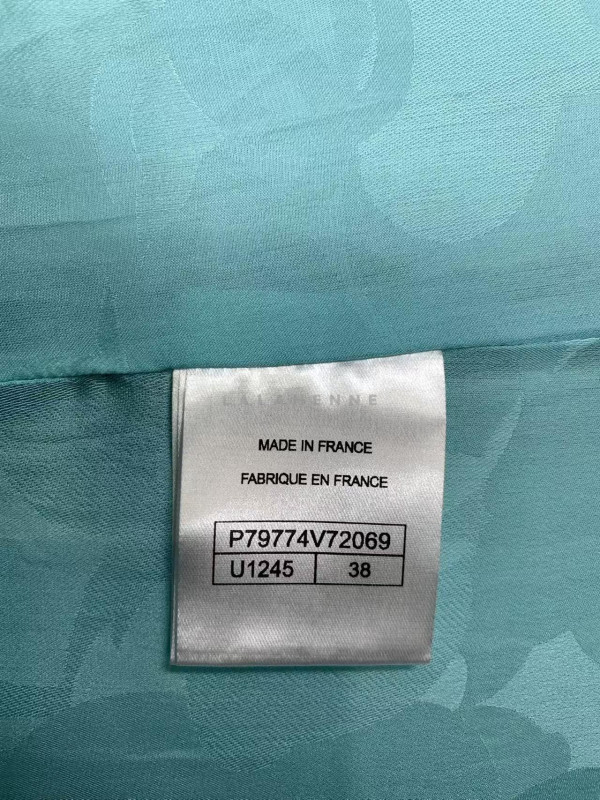 MADE IN FRANCE
FABRIQUE EN FRANCE
P79774V72069
U1245 38